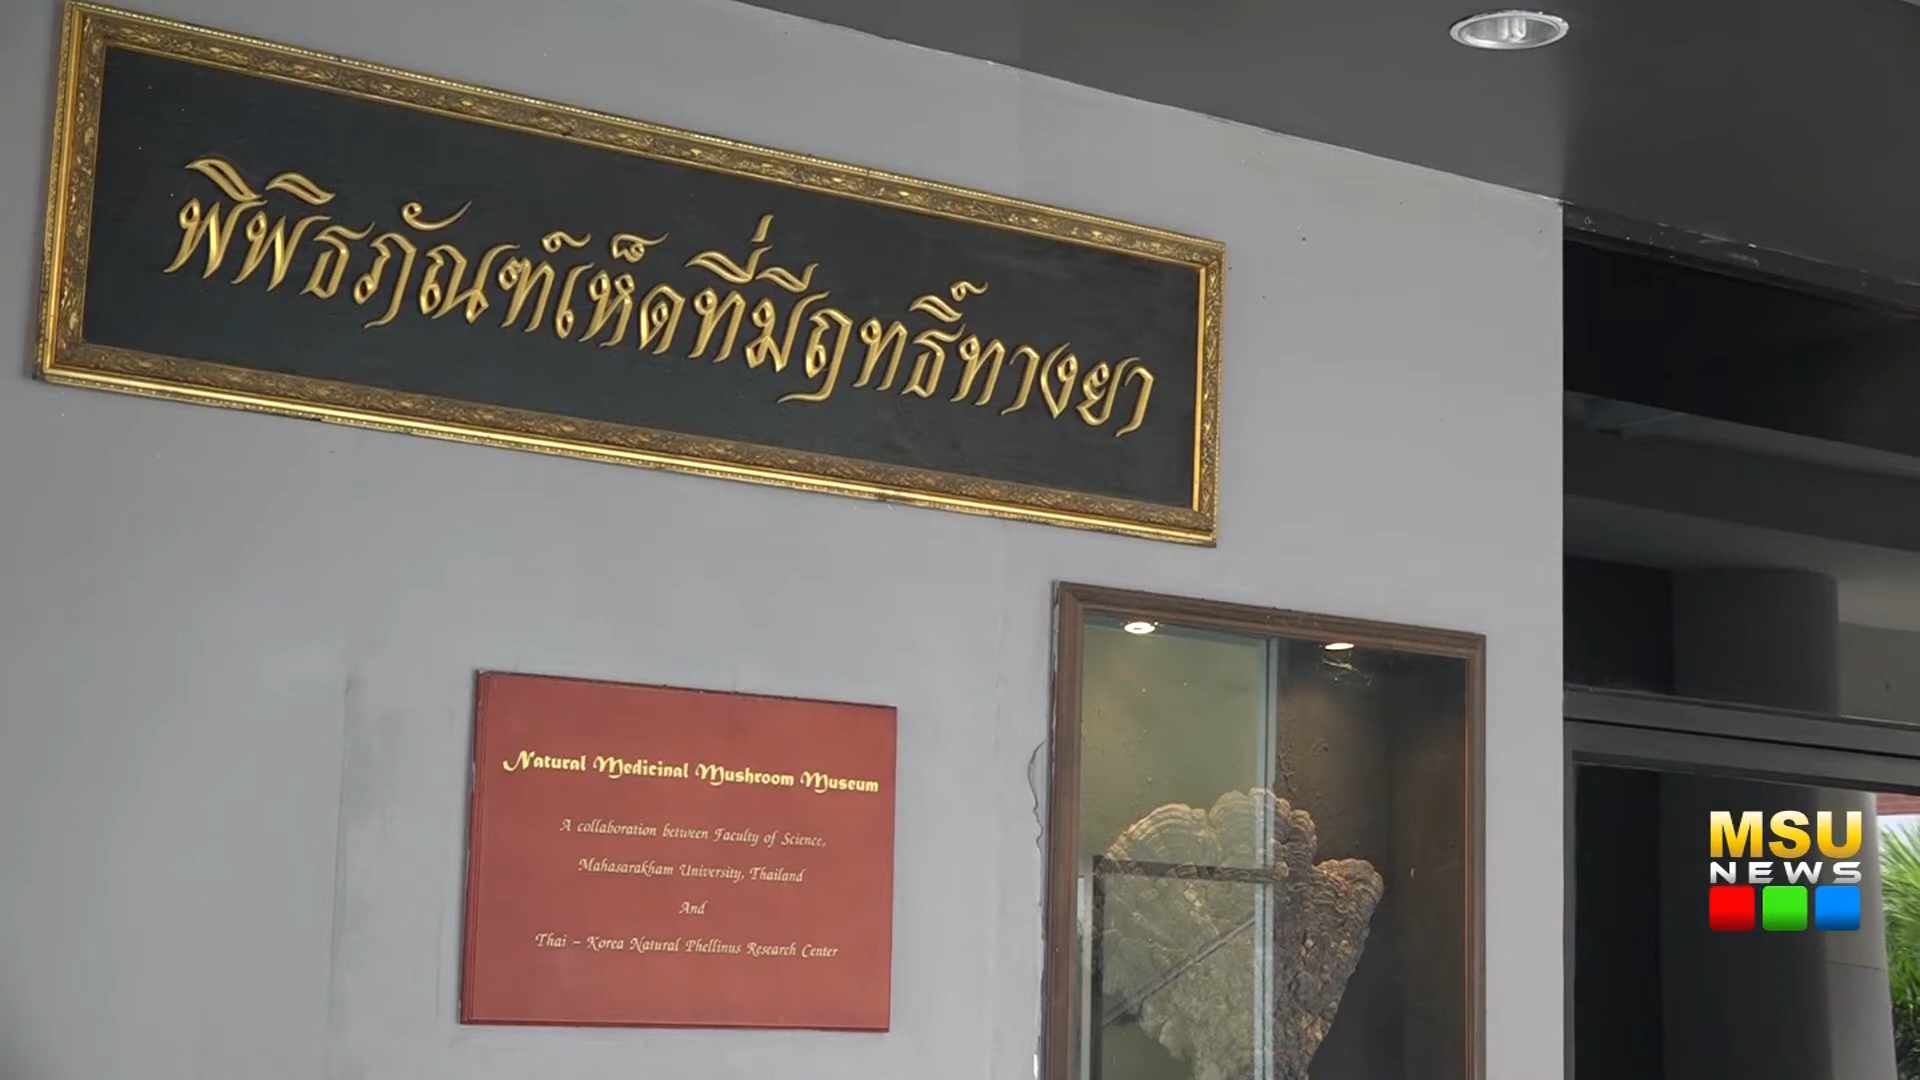 พิพิธภัณฑ์เห็ดที่มีฤทธิ์ทางยา
Natural Medicinal Mushroom Museum
A collaboration between Faculty of Science,
Mahasarakham University, Thailand
And
Thai – Korea Natural Phellinus Research Center
MSU
NEWS